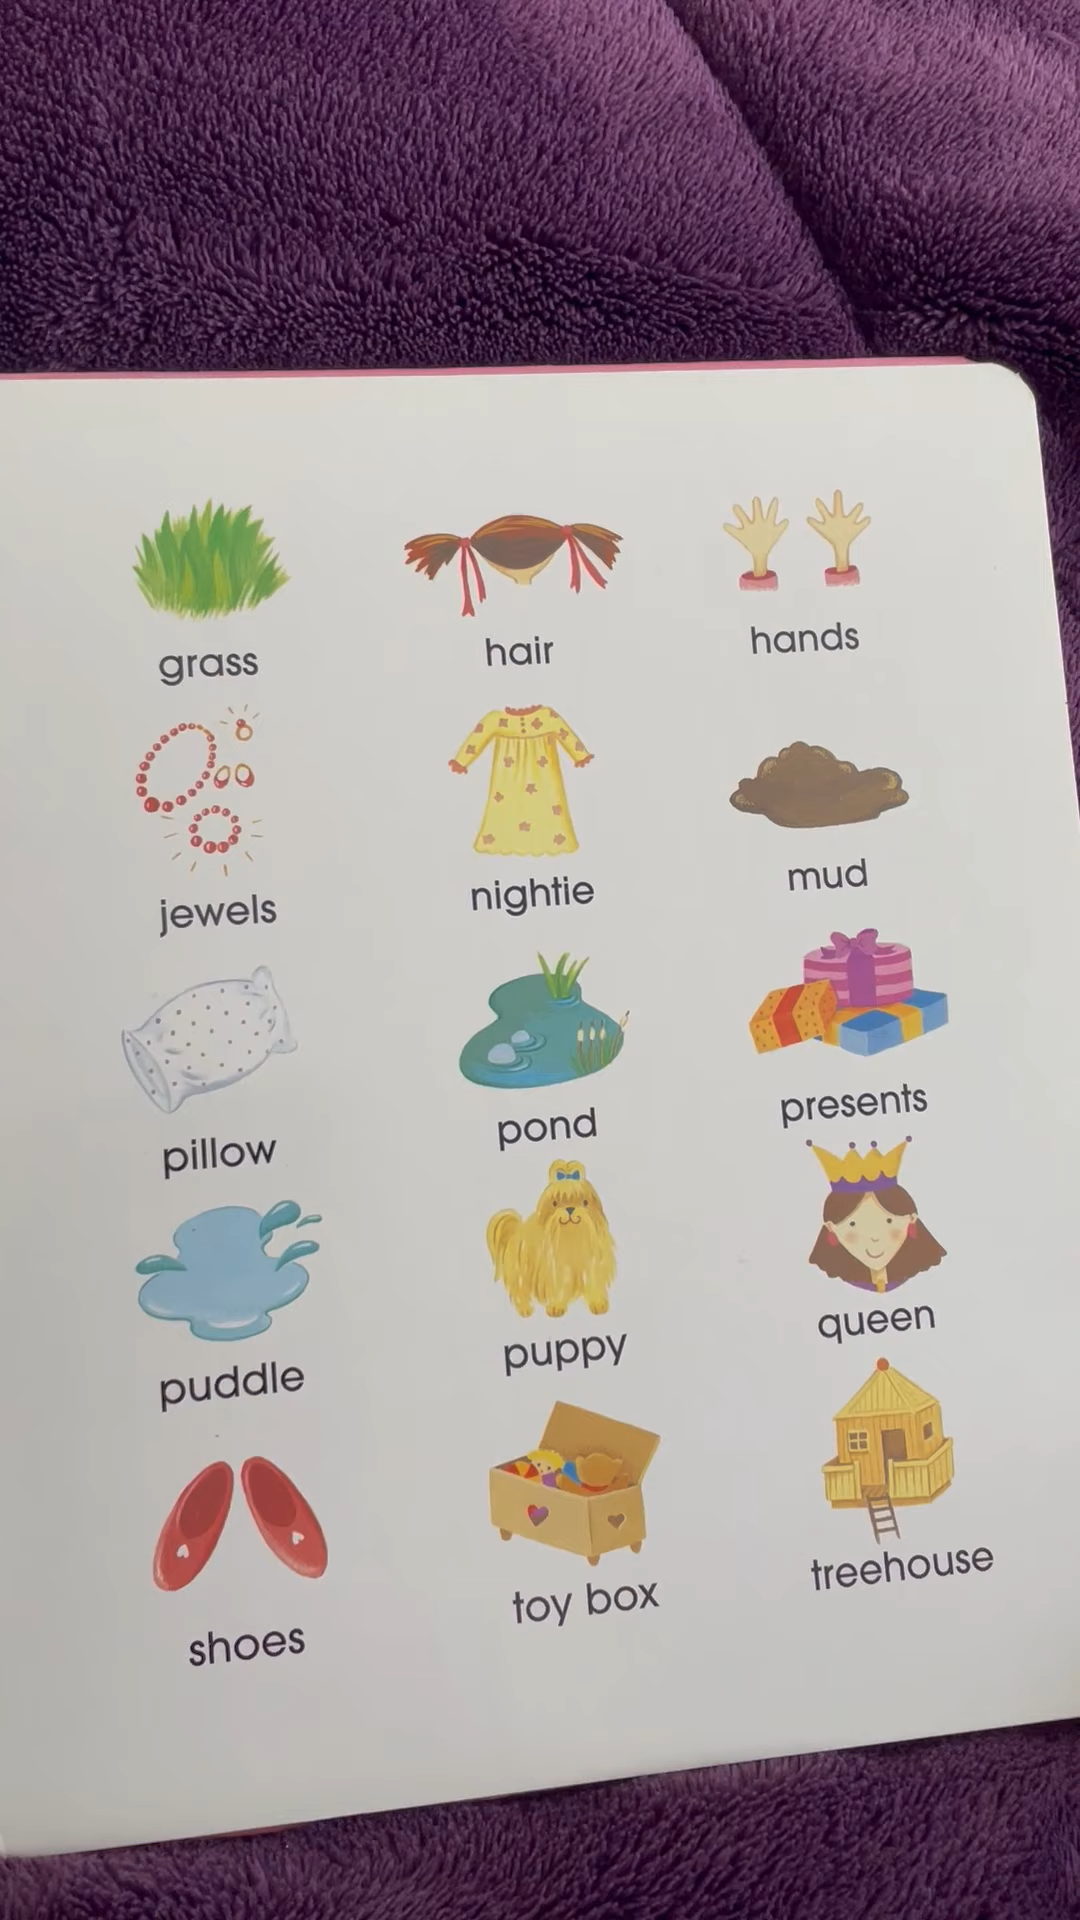 grass
hair
hands
jewels
nightie
mud
pillow
pond
presents
puddle
puppy
queen
shoes
toy box
treehouse